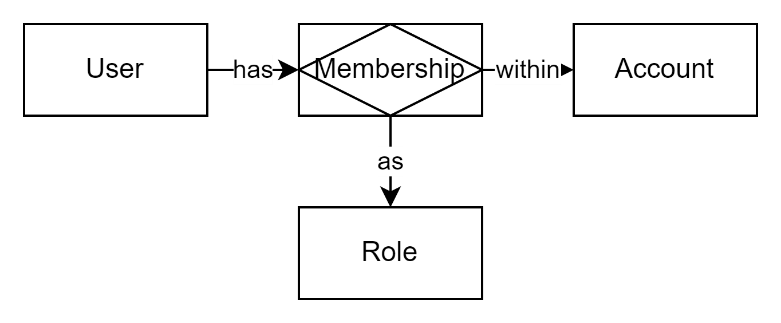 User
has
Membership
within
Account
as
Role